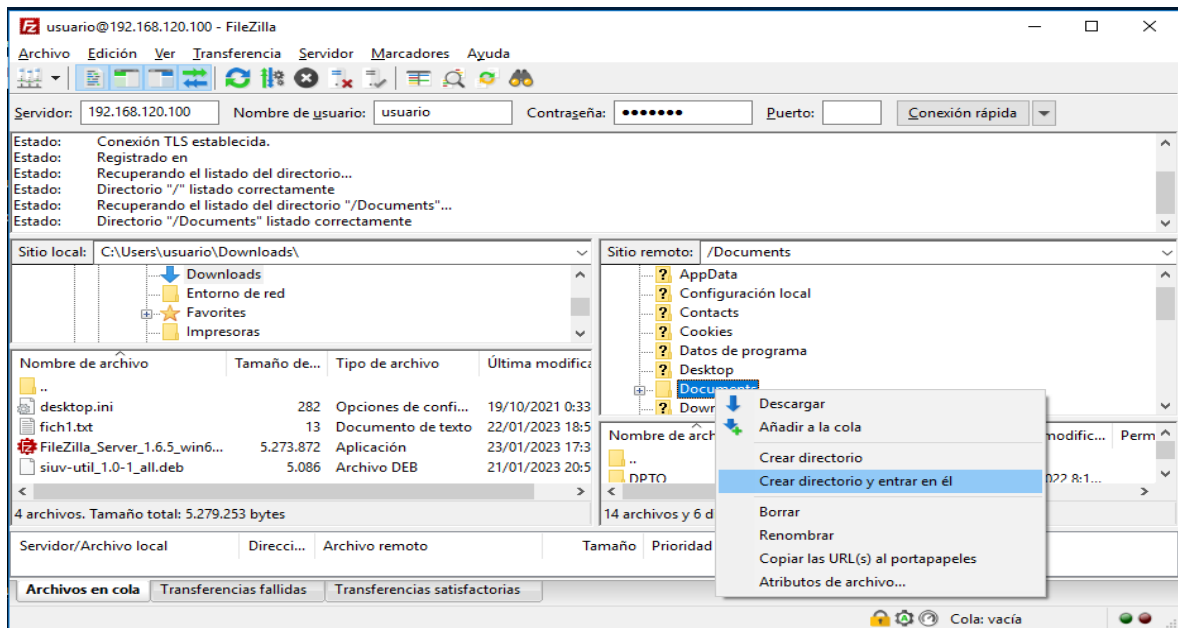 usuario@192.168.120.100 - FileZilla
Archivo Edición Ver Transferencia Servidor Marcadores Ayuda
Servidor: 192.168.120.100 Nombre de usuario: usuario Contraseña: ●●●●●●● Puerto: Conexión rápida
Estado: Conexión TLS establecida.
Estado: Registrado en
Estado: Recuperando el listado del directorio...
Estado: Directorio "/" listado correctamente
Estado: Recuperando el listado del directorio "/Documents"...
Estado: Directorio "/Documents" listado correctamente
Sitio local: C:\Users\usuario\Downloads\
Downloads
Entorno de red
Favorites
Impresoras
Nombre de archivo Tamaño de... Tipo de archivo Última modifica
..
desktop.ini 282 Opciones de confi... 19/10/2021 0:33
fich1.txt 13 Documento de texto 22/01/2023 18:5
FileZilla_Server_1.6.5_win6... 5.273.872 Aplicación 23/01/2023 17:3
siuv-util_1.0-1_all.deb 5.086 Archivo DEB 21/01/2023 20:5
4 archivos. Tamaño total: 5.279.253 bytes
Sitio remoto: /Documents
AppData
Configuración local
Contacts
Cookies
Datos de programa
Desktop
Documents
Down
Nombre de arch modific... Perm
..
DPTO 022 8:1...
14 archivos y 6 d
Descargar
Añadir a la cola
Crear directorio
Crear directorio y entrar en él
Borrar
Renombrar
Copiar las URL(s) al portapapeles
Atributos de archivo...
Servidor/Archivo local Direcci... Archivo remoto Tamaño Prioridad
Archivos en cola Transferencias fallidas Transferencias satisfactorias
Cola: vacía